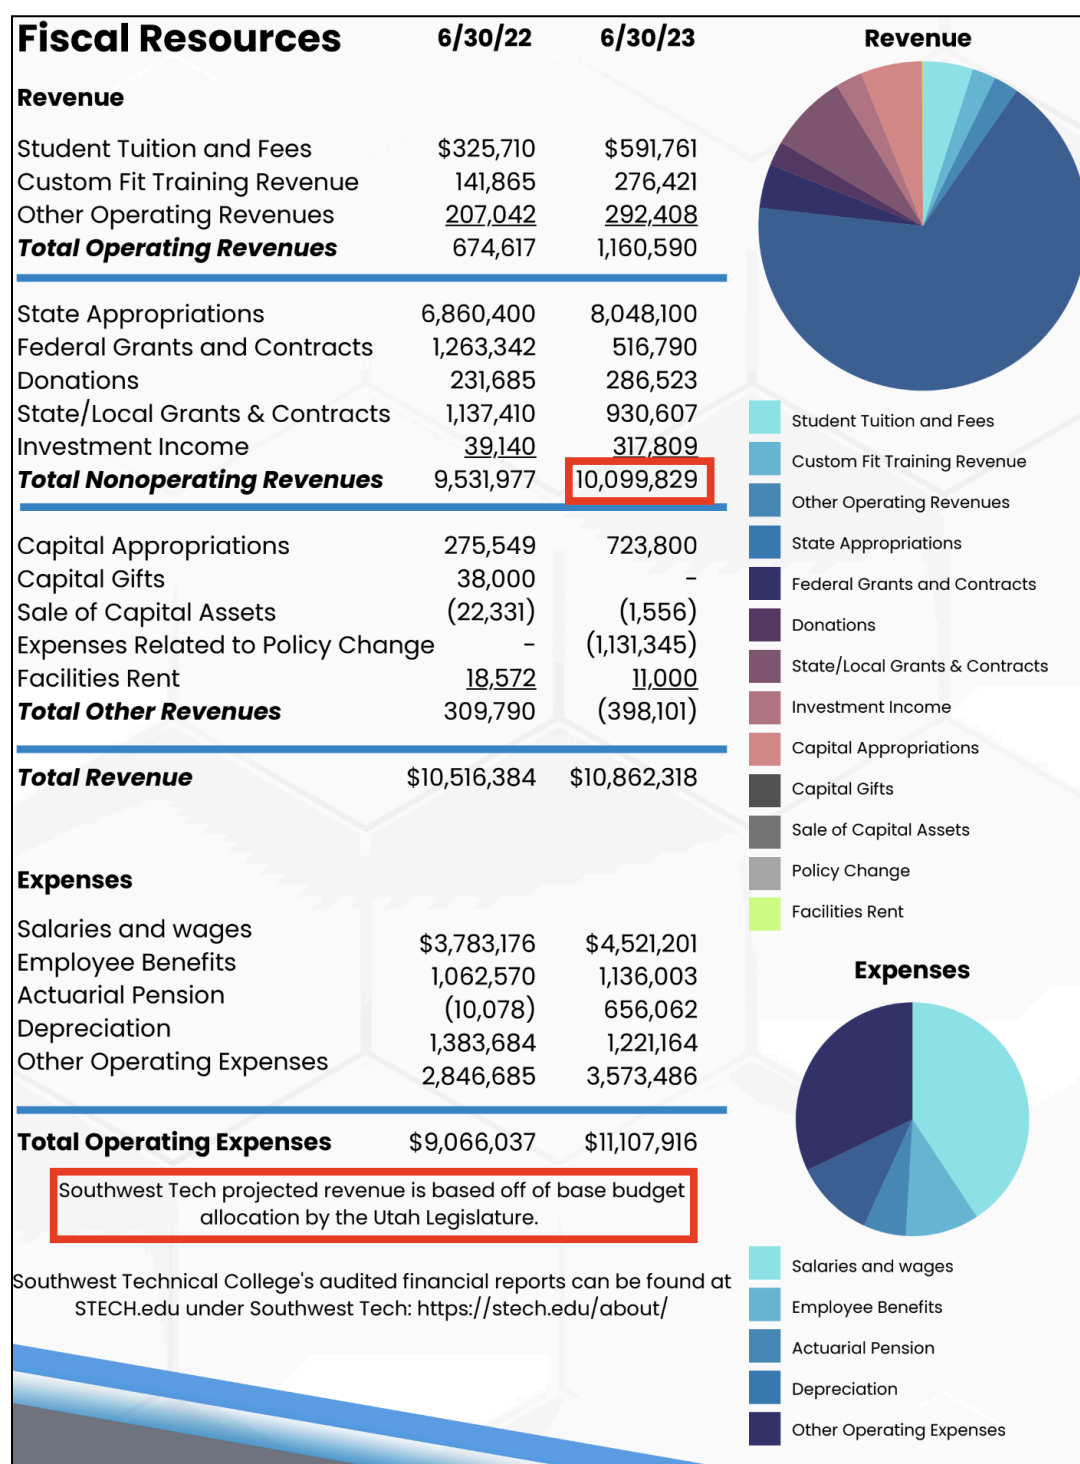 Fiscal Resources 6/30/22 6/30/23
Revenue
Student Tuition and Fees $325,710 $591,761
Custom Fit Training Revenue 141,865 276,421
Other Operating Revenues 207,042 292,408
Total Operating Revenues 674,617 1,160,590
State Appropriations 6,860,400 8,048,100
Federal Grants and Contracts 1,263,342 516,790
Donations 231,685 286,523
State/Local Grants & Contracts 1,137,410 930,607
Investment Income 39,140 317,809
Total Nonoperating Revenues 9,531,977 10,099,829
Capital Appropriations 275,549 723,800
Capital Gifts 38,000 -
Sale of Capital Assets (22,331) (1,556)
Expenses Related to Policy Change - (1,131,345)
Facilities Rent 18,572 11,000
Total Other Revenues 309,790 (398,101)
Total Revenue $10,516,384 $10,862,318
Expenses
Salaries and wages $3,783,176 $4,521,201
Employee Benefits 1,062,570 1,136,003
Actuarial Pension (10,078) 656,062
Depreciation 1,383,684 1,221,164
Other Operating Expenses 2,846,685 3,573,486
Total Operating Expenses $9,066,037 $11,107,916
Southwest Tech projected revenue is based off of base budget
allocation by the Utah Legislature.
Southwest Technical College's audited financial reports can be found at
STECH.edu under Southwest Tech: https://stech.edu/about/
Revenue
Student Tuition and Fees
Custom Fit Training Revenue
Other Operating Revenues
State Appropriations
Federal Grants and Contracts
Donations
State/Local Grants & Contracts
Investment Income
Capital Appropriations
Capital Gifts
Sale of Capital Assets
Policy Change
Facilities Rent
Expenses
Salaries and wages
Employee Benefits
Actuarial Pension
Depreciation
Other Operating Expenses